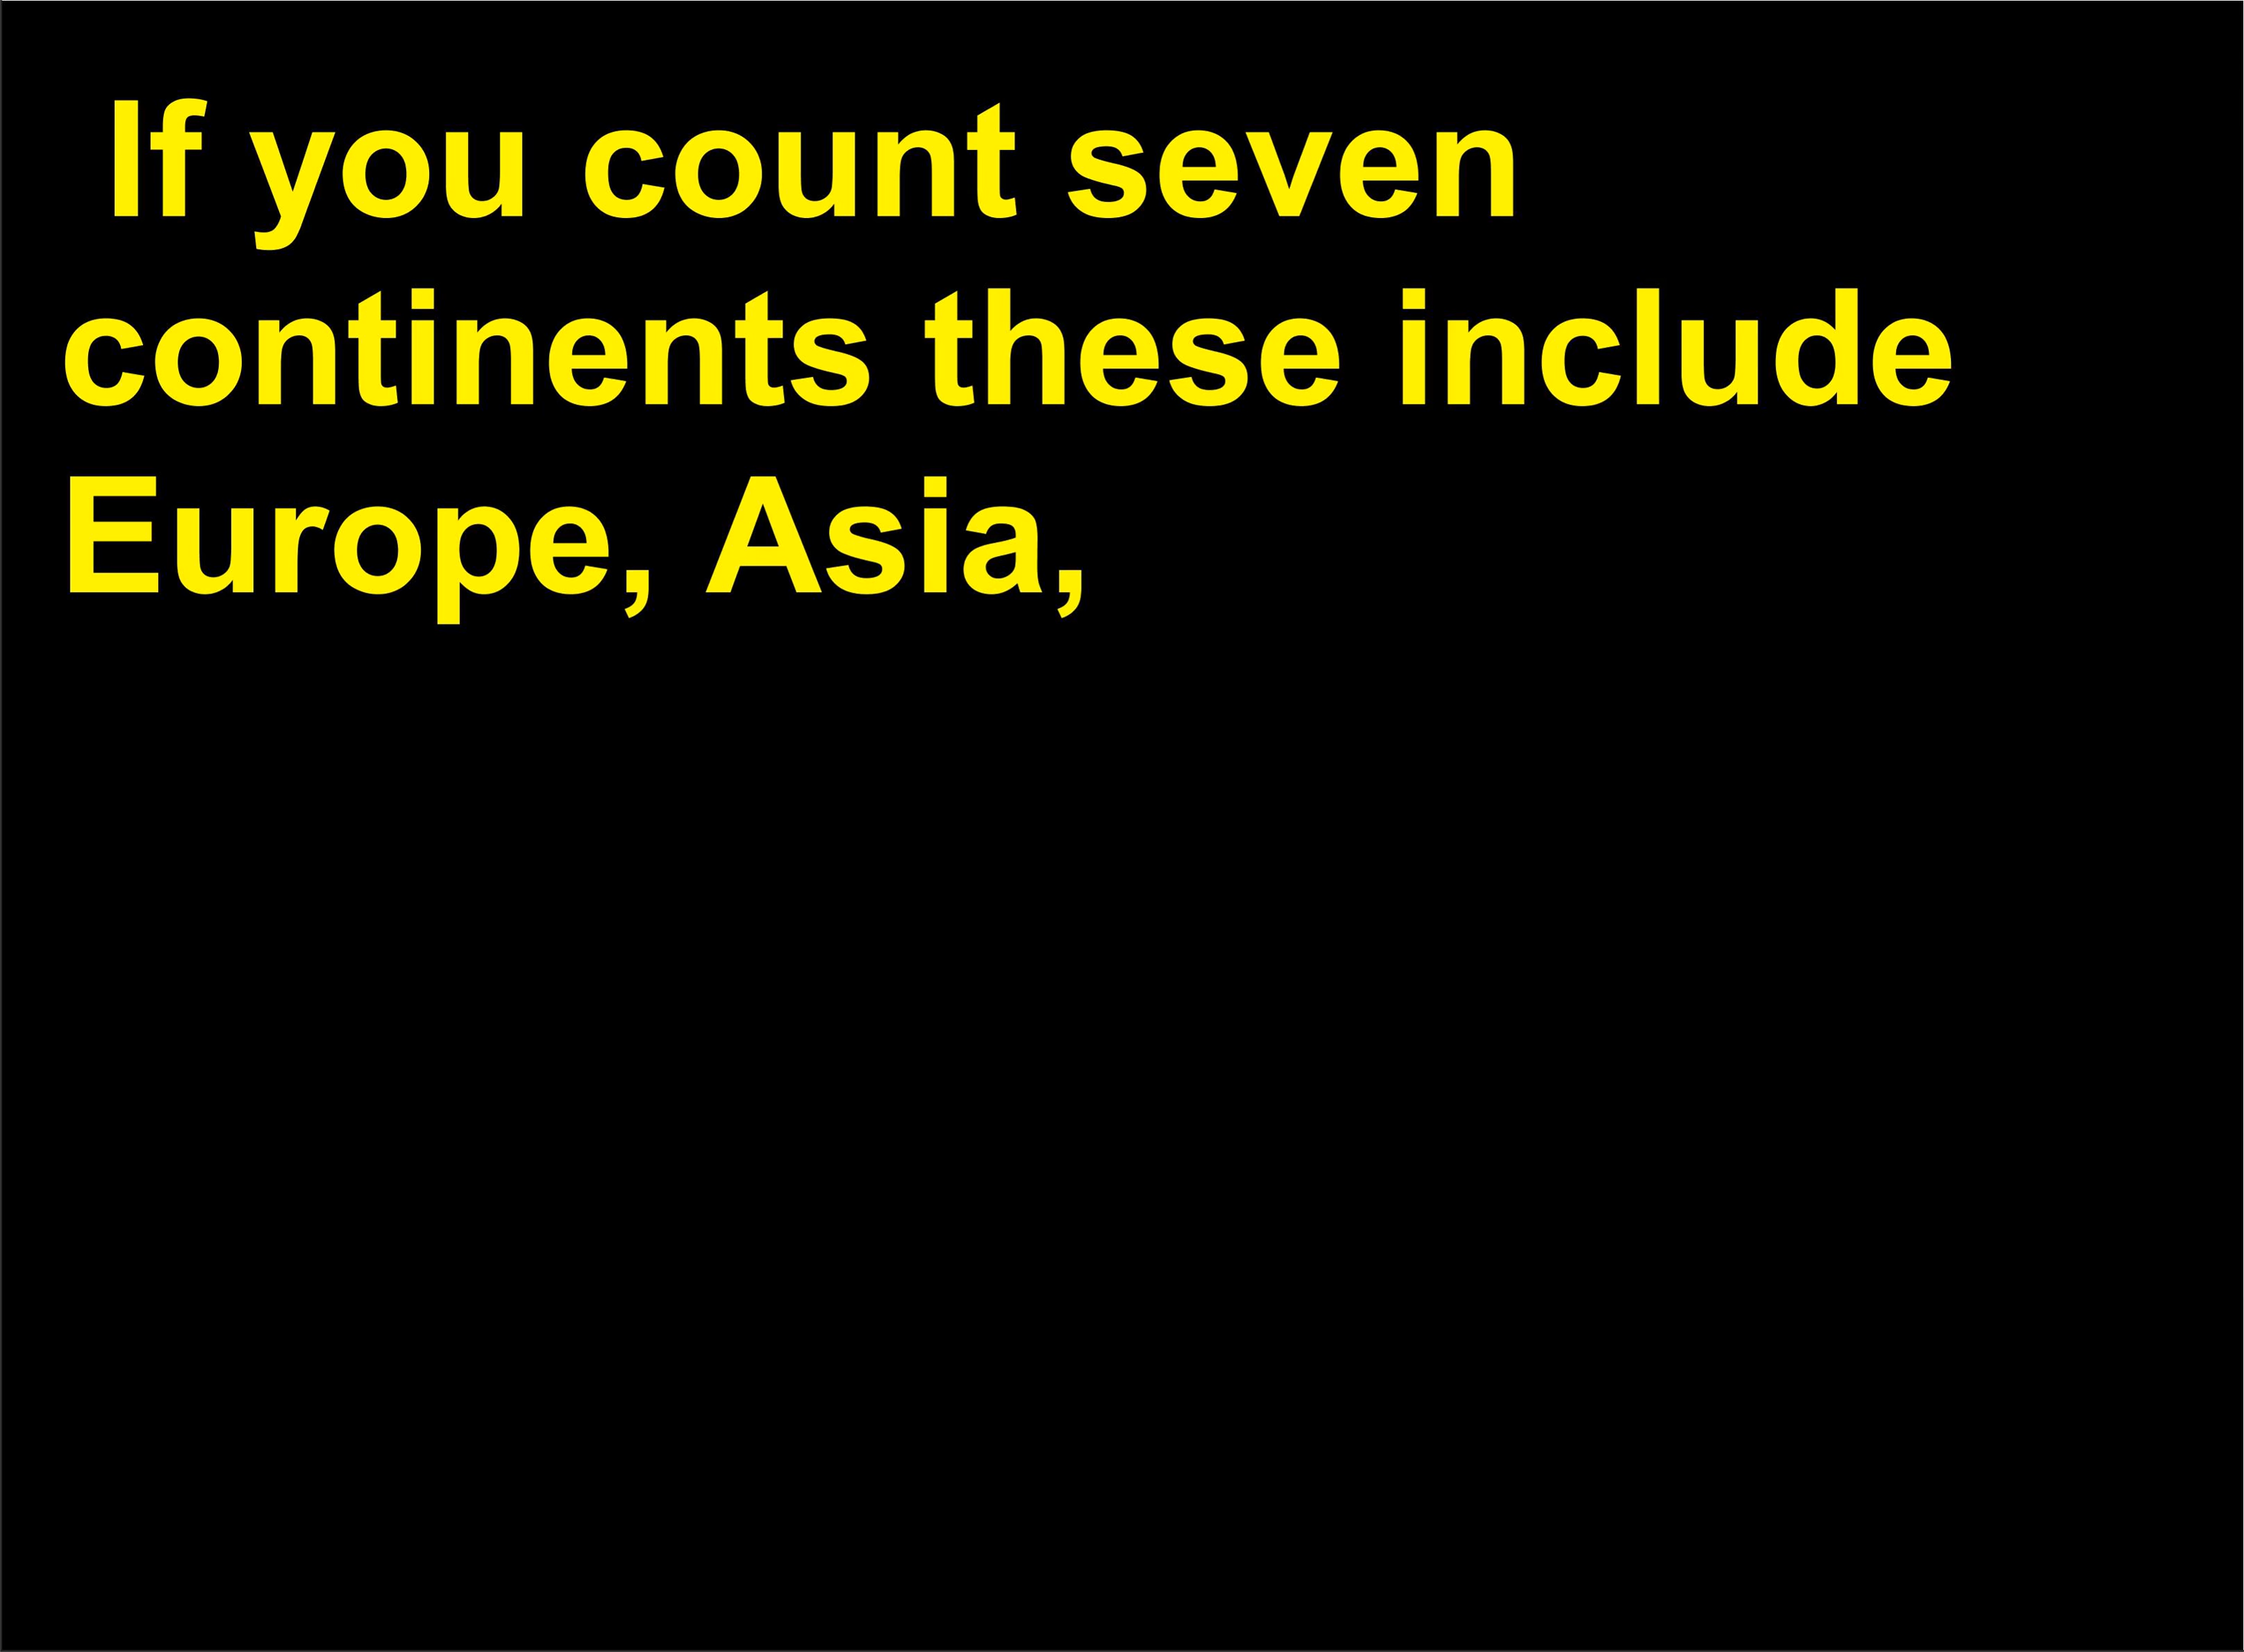 If you count seven
continents these include
Europe, Asia,